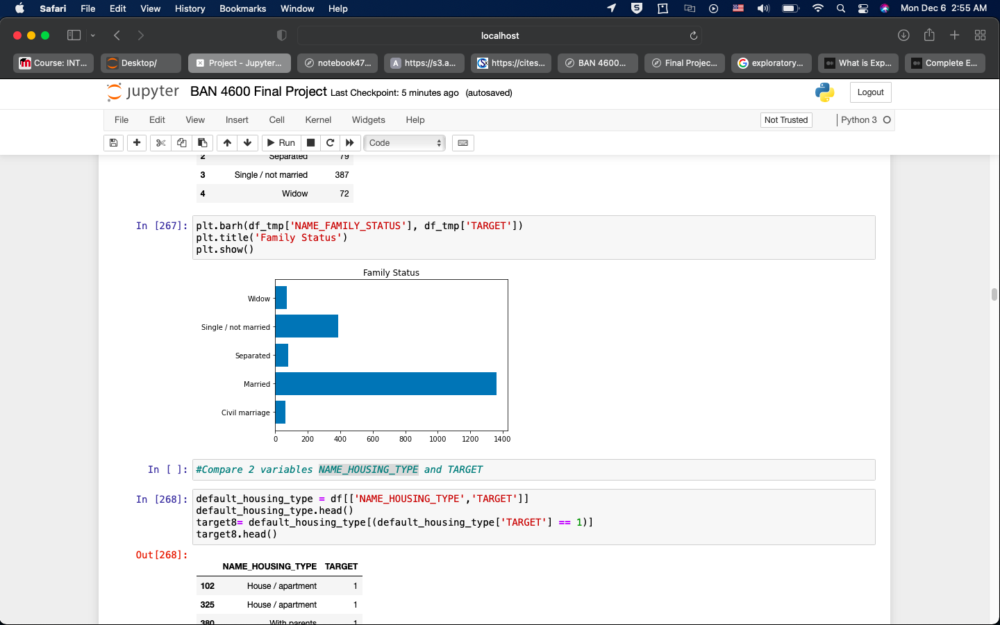 Safari File Edit View History Bookmarks Window Help Mon Dec 6 2:55 AM
localhost
Course: INT... Desktop/ Project - Jupyter... notebook47... https://s3.a... https://cites... BAN 4600... Final Projec... exploratory... What is Exp... Complete E...
jupyter BAN 4600 Final Project Last Checkpoint: 5 minutes ago (autosaved) Logout
File Edit View Insert Cell Kernel Widgets Help Not Trusted Python 3
Run Code
2 Separated 79
3 Single / not married 387
4 Widow 72
In [267]: plt.barh(df_tmp['NAME_FAMILY_STATUS'], df_tmp['TARGET'])
plt.title('Family Status')
plt.show()
Family Status
Widow
Single / not married
Separated
Married
Civil marriage
0 200 400 600 800 1000 1200 1400
In [ ]: #Compare 2 variables NAME_HOUSING_TYPE and TARGET
In [268]: default_housing_type = df[['NAME_HOUSING_TYPE','TARGET']]
default_housing_type.head()
target8= default_housing_type[(default_housing_type['TARGET'] == 1)]
target8.head()
Out[268]:
NAME_HOUSING_TYPE TARGET
102 House / apartment 1
325 House / apartment 1
380 With parents 1